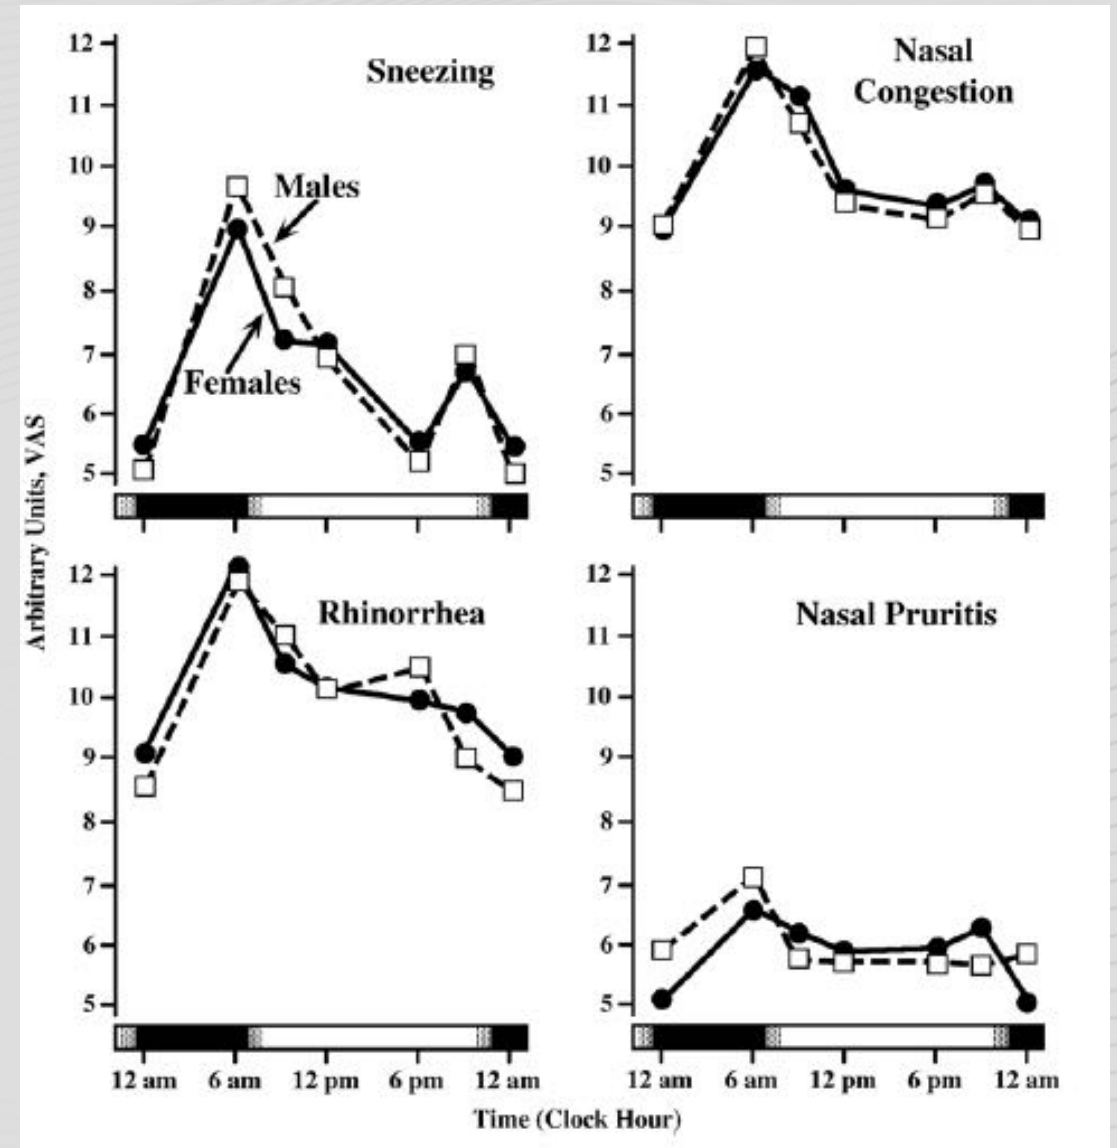 Sneezing
12
11
10
9
8
7
6
5
Males
Females
Nasal
Congestion
12
11
10
9
8
7
6
5
Arbitrary Units, VAS
Rhinorrhea
12
11
10
9
8
7
6
5
12 am 6 am 12 pm 6 pm 12 am
Nasal Pruritis
12
11
10
9
8
7
6
5
12 am 6 am 12 pm 6 pm 12 am
Time (Clock Hour)